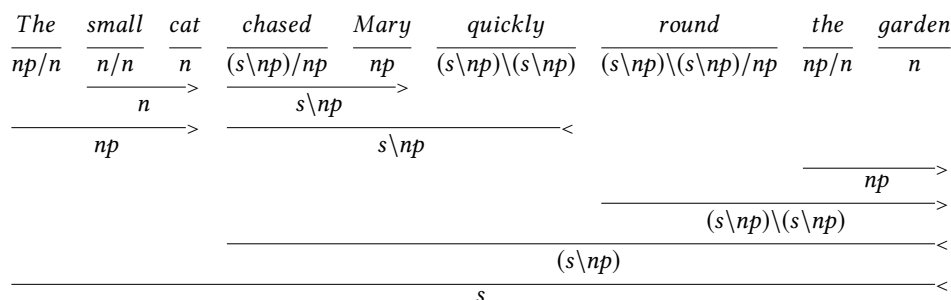 The small cat chased Mary quickly round the garden
np/n n/n n (s\np)/np np (s\np)\(s\np) (s\np)\(s\np)/np np/n n
> >
n s\np
> <
np s\np
>
np
>
(s\np)\(s\np)
<
(s\np)
<
s